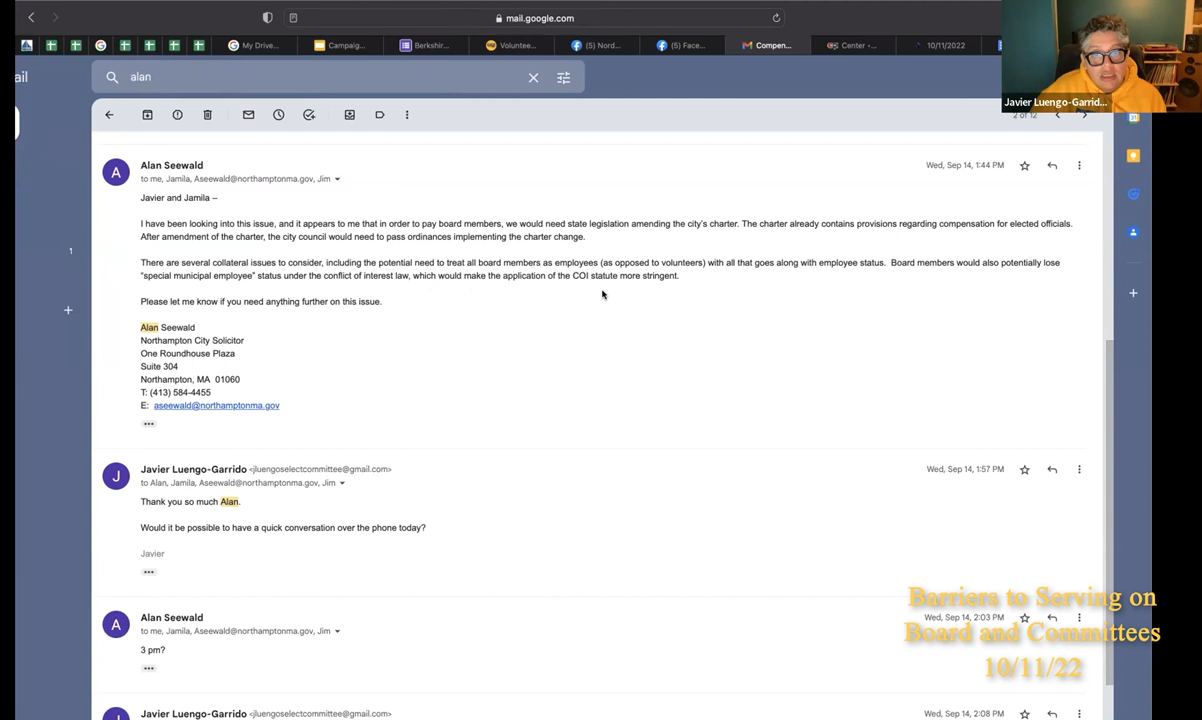 mail.google.com
My Drive...
Campaig...
Berkshir...
Voluntee...
(5) Nord...
(5) Face...
Compen...
Center -...
10/11/2022
ail
alan
Javier Luengo-Garrid...
2 of 12
Alan Seewald
Wed, Sep 14, 1:44 PM
to me, Jamila, Aseewald@northamptonma.gov, Jim
Javier and Jamila –
I have been looking into this issue, and it appears to me that in order to pay board members, we would need state legislation amending the city's charter. The charter already contains provisions regarding compensation for elected officials.
After amendment of the charter, the city council would need to pass ordinances implementing the charter change.
There are several collateral issues to consider, including the potential need to treat all board members as employees (as opposed to volunteers) with all that goes along with employee status. Board members would also potentially lose
"special municipal employee" status under the conflict of interest law, which would make the application of the COI statute more stringent.
1
Please let me know if you need anything further on this issue.
Alan Seewald
Northampton City Solicitor
One Roundhouse Plaza
Suite 304
Northampton, MA 01060
T: (413) 584-4455
E: aseewald@northamptonma.gov
Javier Luengo-Garrido <jluengoselectcommittee@gmail.com>
Wed, Sep 14, 1:57 PM
to Alan, Jamila, Aseewald@northamptonma.gov, Jim
Thank you so much Alan.
Would it be possible to have a quick conversation over the phone today?
Javier
Alan Seewald
Wed, Sep 14, 2:03 PM
to me, Jamila, Aseewald@northamptonma.gov, Jim
3 pm?
Barriers to Serving on
Board and Committees
10/11/22
Javier Luengo-Garrido <jluengoselectcommittee@gmail.com>
Wed, Sep 14, 2:08 PM